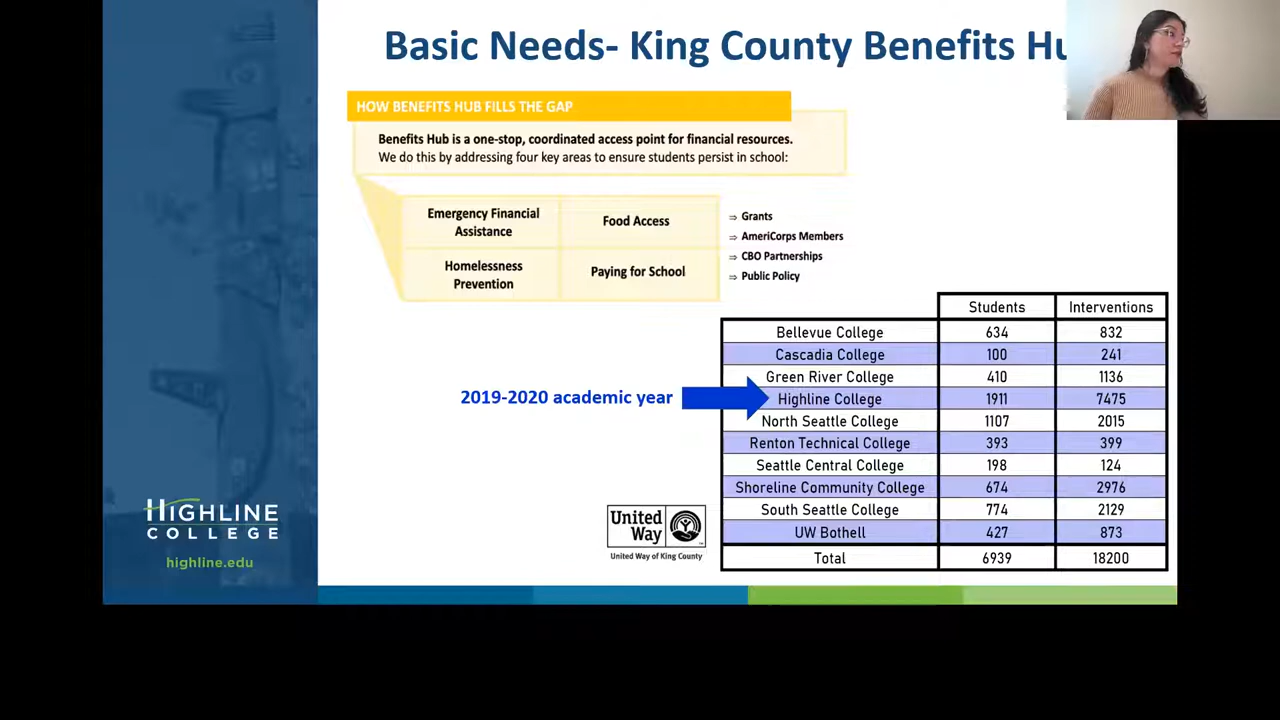 Basic Needs- King County Benefits
HOW BENEFITS HUB FILLS THE GAP
Benefits Hub is a one-stop, coordinated access point for financial resources.
We do this by addressing four key areas to ensure students persist in school:
Emergency Financial
Assistance
Food Access
Homelessness
Prevention
Paying for School
⇒ Grants
⇒ AmeriCorps Members
⇒ CBO Partnerships
⇒ Public Policy
Students Interventions
Bellevue College 634 832
Cascadia College 100 241
Green River College 410 1136
Highline College 1911 7475
North Seattle College 1107 2015
Renton Technical College 393 399
Seattle Central College 198 124
Shoreline Community College 674 2976
South Seattle College 774 2129
UW Bothell 427 873
Total 6939 18200
2019-2020 academic year
United
Way
United Way of King County
HIGHLINE
COLLEGE
highline.edu